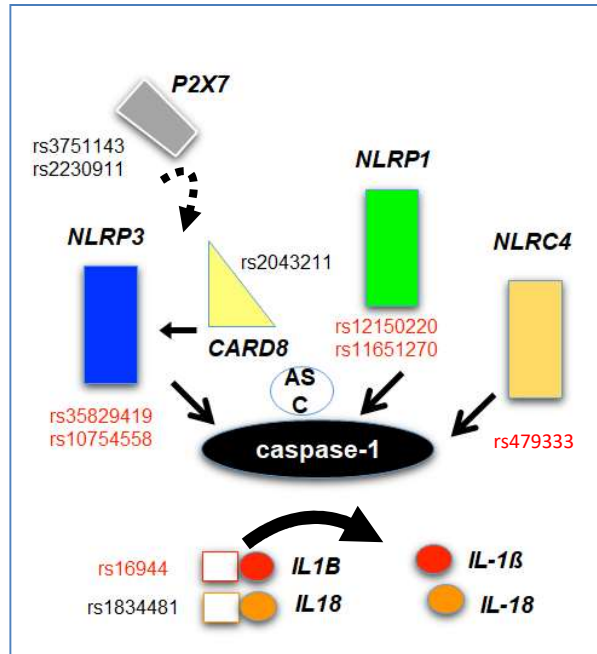 P2X7
rs3751143
rs2230911
NLRP1
NLRP3
rs2043211
NLRC4
CARD8
rs12150220
rs11651270
AS
C
rs35829419
rs10754558
caspase-1
rs479333
rs16944
IL1B
IL-1ß
rs1834481
IL18
IL-18